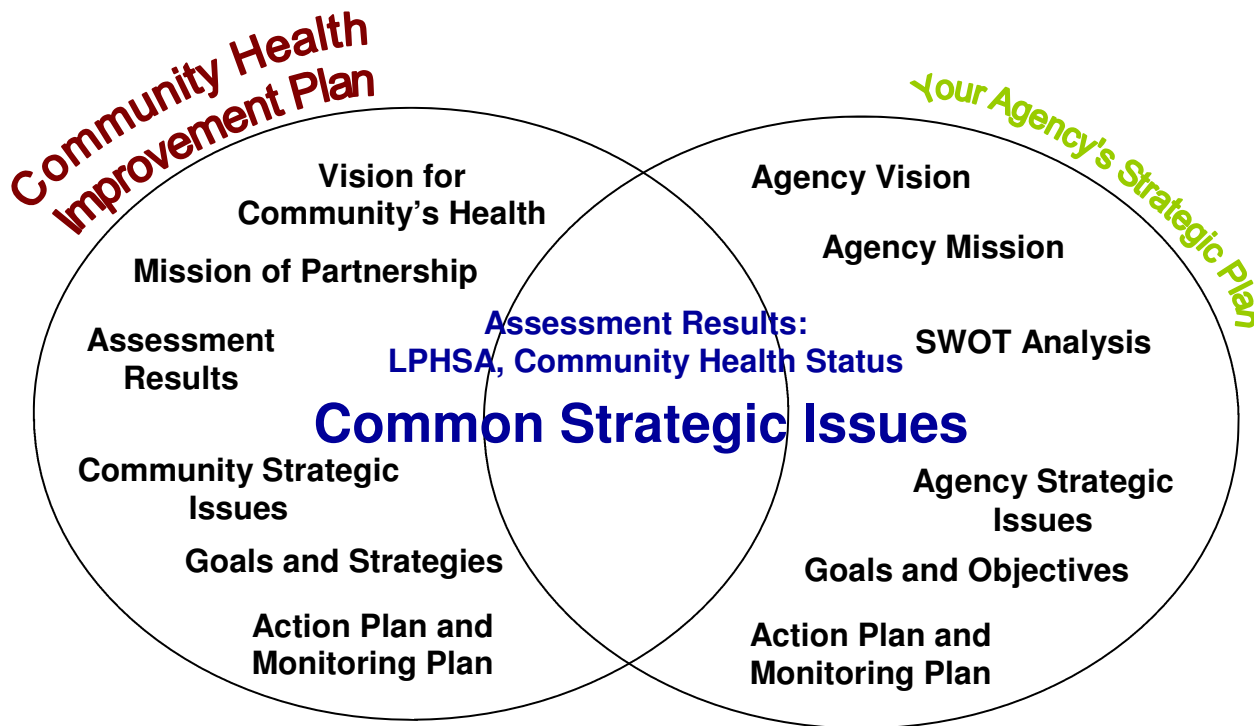 Community Health
Improvement Plan
Your Agency's Strategic Plan
Vision for
Community’s Health
Mission of Partnership
Assessment
Results
Community Strategic
Issues
Goals and Strategies
Action Plan and
Monitoring Plan
Assessment Results:
LPHSA, Community Health Status
Common Strategic Issues
Agency Vision
Agency Mission
SWOT Analysis
Agency Strategic
Issues
Goals and Objectives
Action Plan and
Monitoring Plan